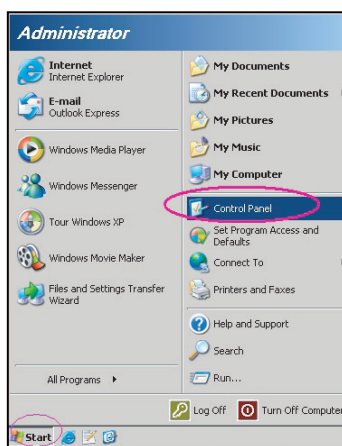 Administrator
Internet
Internet Explorer
E-mail
Outlook Express
Windows Media Player
Windows Messenger
Tour Windows XP
Windows Movie Maker
Files and Settings Transfer
Wizard
All Programs
My Documents
My Recent Documents
My Pictures
My Music
My Computer
Control Panel
Set Program Access and
Defaults
Connect To
Printers and Faxes
Help and Support
Search
Run...
Log Off
Turn Off Computer
Start